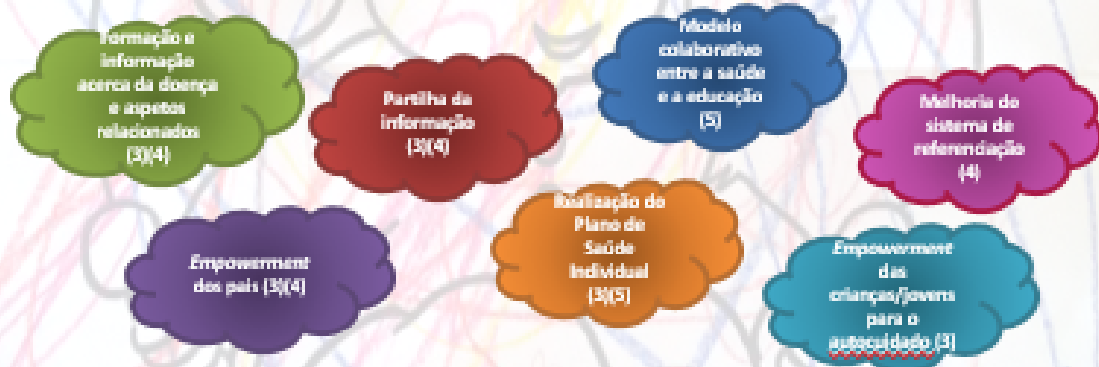 Formação e
informação
acerca da doença
e aspetos
relacionados
(3)(4)
Partilha da
informação
(3)(4)
Modelo
colaborativo
entre a saúde
e a educação
(5)
Melhoria do
sistema de
referenciação
(4)
Empowerment
dos pais (3)(4)
Realização do
Plano de
Saúde
Individual
(3)(5)
Empowerment
das
crianças/jovens
para o
autocuidado (3)